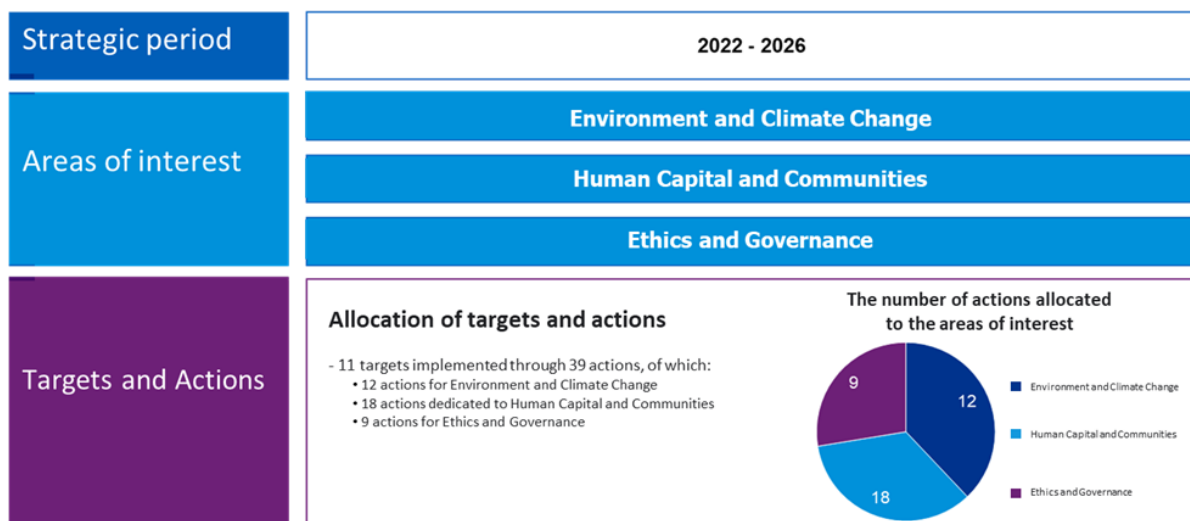 Strategic period
2022 - 2026
Areas of interest
Environment and Climate Change
Human Capital and Communities
Ethics and Governance
Targets and Actions
Allocation of targets and actions
- 11 targets implemented through 39 actions, of which:
• 12 actions for Environment and Climate Change
• 18 actions dedicated to Human Capital and Communities
• 9 actions for Ethics and Governance
The number of actions allocated
to the areas of interest
9
12
18
Environment and Climate Change
Human Capital and Communities
Ethics and Governance